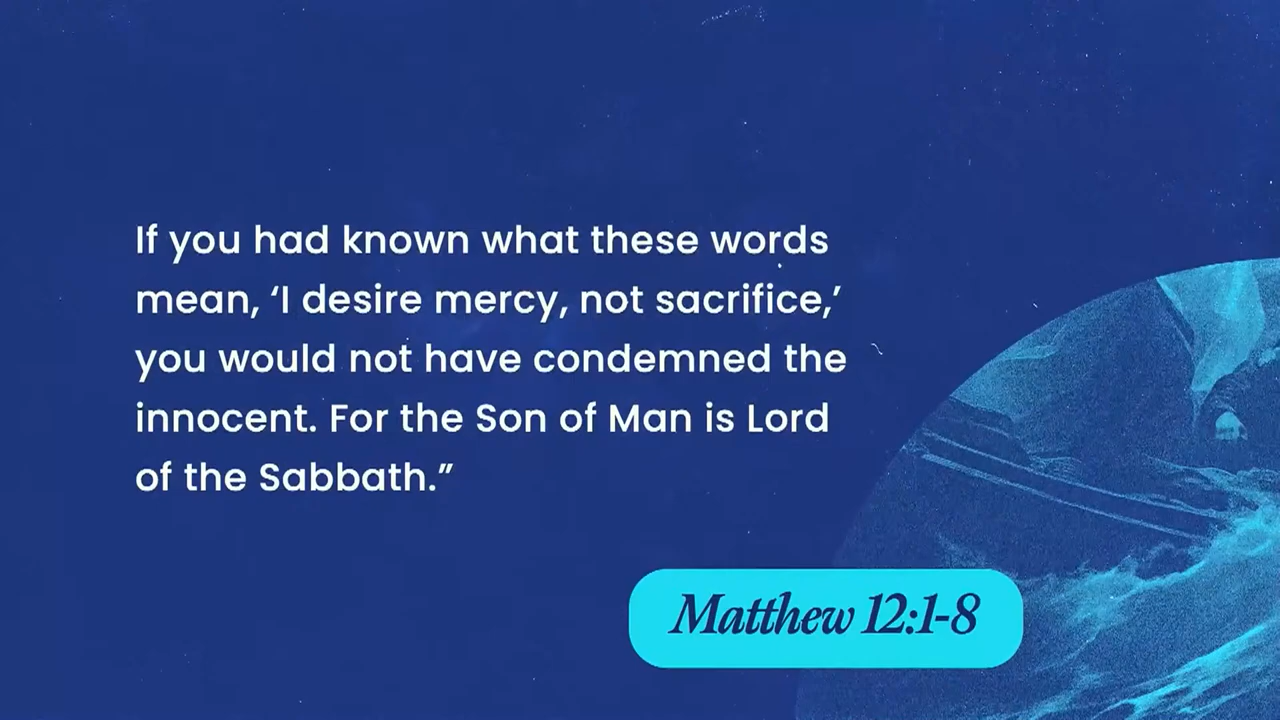 If you had known what these words
mean, ‘I desire mercy, not sacrifice,’
you would not have condemned the
innocent. For the Son of Man is Lord
of the Sabbath.”
Matthew 12:1-8